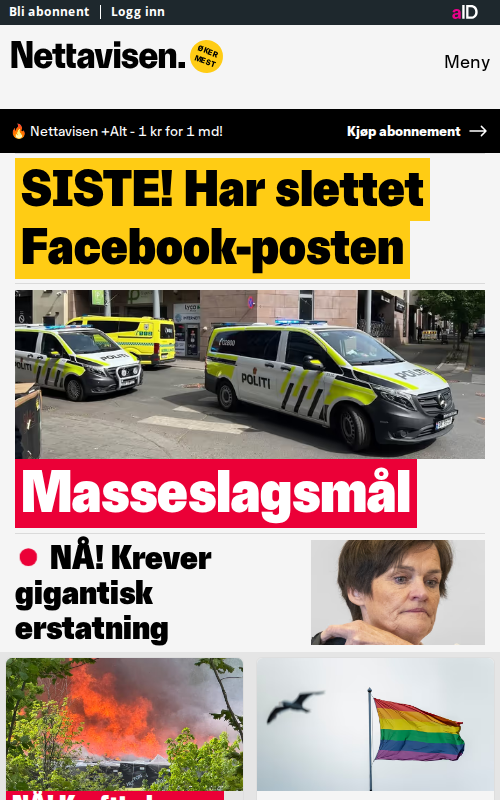 Bli abonnent
Logg inn
aID
Nettavisen.
ØKER
MEST
Meny
🔥 Nettavisen +Alt - 1 kr for 1 md!
Kjøp abonnement →
SISTE! Har slettet
Facebook-posten
POLITI
POLITI
Masseslagsmål
NÅ! Krever
gigantisk
erstatning